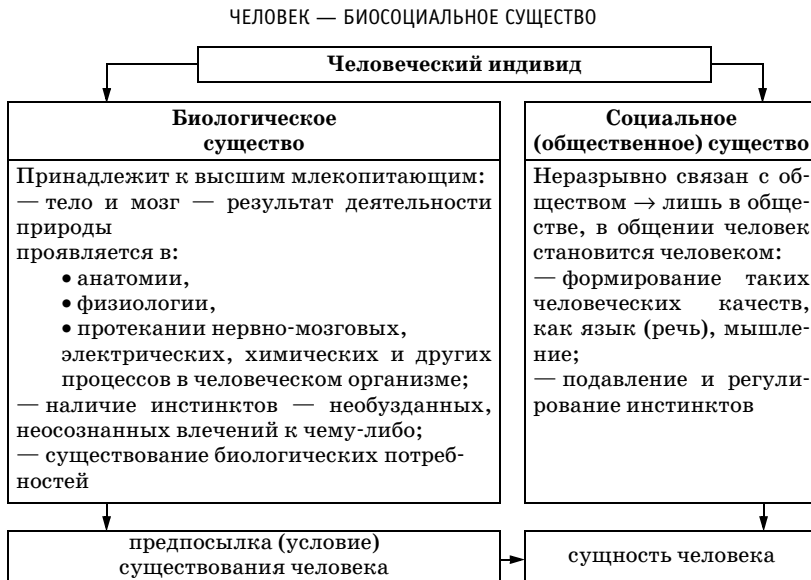 ЧЕЛОВЕК — БИОСОЦИАЛЬНОЕ СУЩЕСТВО
Человеческий индивид
Биологическое
существо
Принадлежит к высшим млекопитающим:
— тело и мозг — результат деятельности
природы
проявляется в:
• анатомии,
• физиологии,
• протекании нервно-мозговых,
электрических, химических и других
процессов в человеческом организме;
— наличие инстинктов — необузданных,
неосознанных влечений к чему-либо;
— существование биологических потреб-
ностей
Социальное
(общественное) существо
Неразрывно связан с об-
ществом → лишь в обще-
стве, в общении человек
становится человеком:
— формирование таких
человеческих качеств,
как язык (речь), мышле-
ние;
— подавление и регули-
рование инстинктов
предпосылка (условие)
существования человека
сущность человека